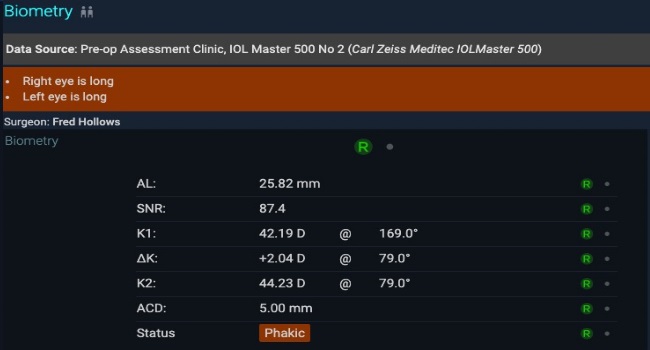 Biometry
Data Source: Pre-op Assessment Clinic, IOL Master 500 No 2 (Carl Zeiss Meditec IOLMaster 500)
• Right eye is long
• Left eye is long
Surgeon: Fred Hollows
Biometry
R
AL: 25.82 mm R
SNR: 87.4 R
K1: 42.19 D @ 169.0° R
ΔK: +2.04 D @ 79.0° R
K2: 44.23 D @ 79.0° R
ACD: 5.00 mm R
Status Phakic R